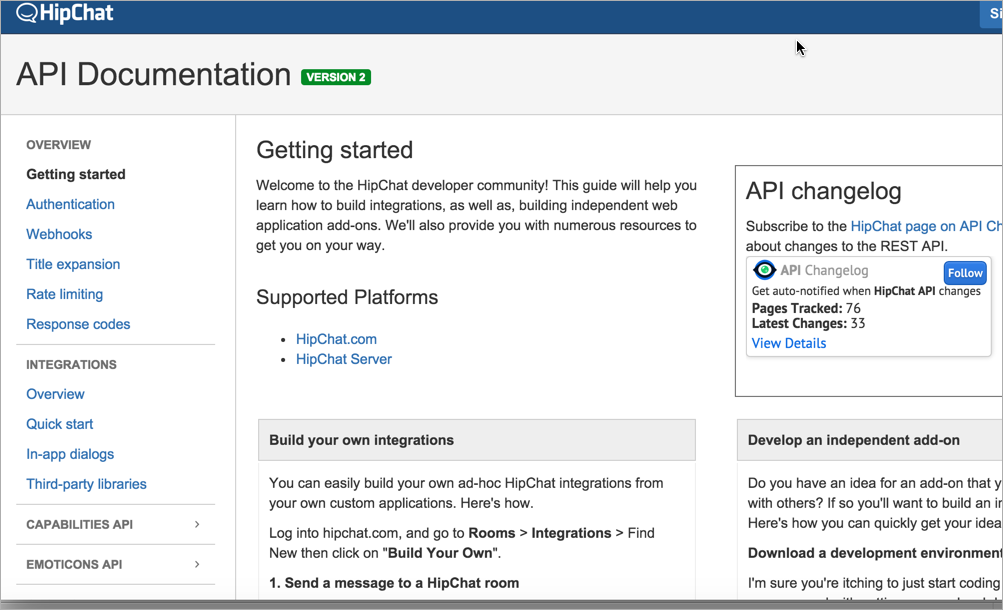 HipChat
Si
API Documentation VERSION 2
OVERVIEW
Getting started
Authentication
Webhooks
Title expansion
Rate limiting
Response codes
INTEGRATIONS
Overview
Quick start
In-app dialogs
Third-party libraries
CAPABILITIES API
EMOTICONS API
Getting started
Welcome to the HipChat developer community! This guide will help you
learn how to build integrations, as well as, building independent web
application add-ons. We'll also provide you with numerous resources to
get you on your way.
Supported Platforms
• HipChat.com
• HipChat Server
API changelog
Subscribe to the HipChat page on API Ch
about changes to the REST API.
API Changelog
Follow
Get auto-notified when HipChat API changes
Pages Tracked: 76
Latest Changes: 33
View Details
Build your own integrations
You can easily build your own ad-hoc HipChat integrations from
your own custom applications. Here's how.
Log into hipchat.com, and go to Rooms > Integrations > Find
New then click on "Build Your Own".
1. Send a message to a HipChat room
Develop an independent add-on
Do you have an idea for an add-on that y
with others? If so you'll want to build an in
Here's how you can quickly get your idea
Download a development environment
I'm sure you're itching to just start coding